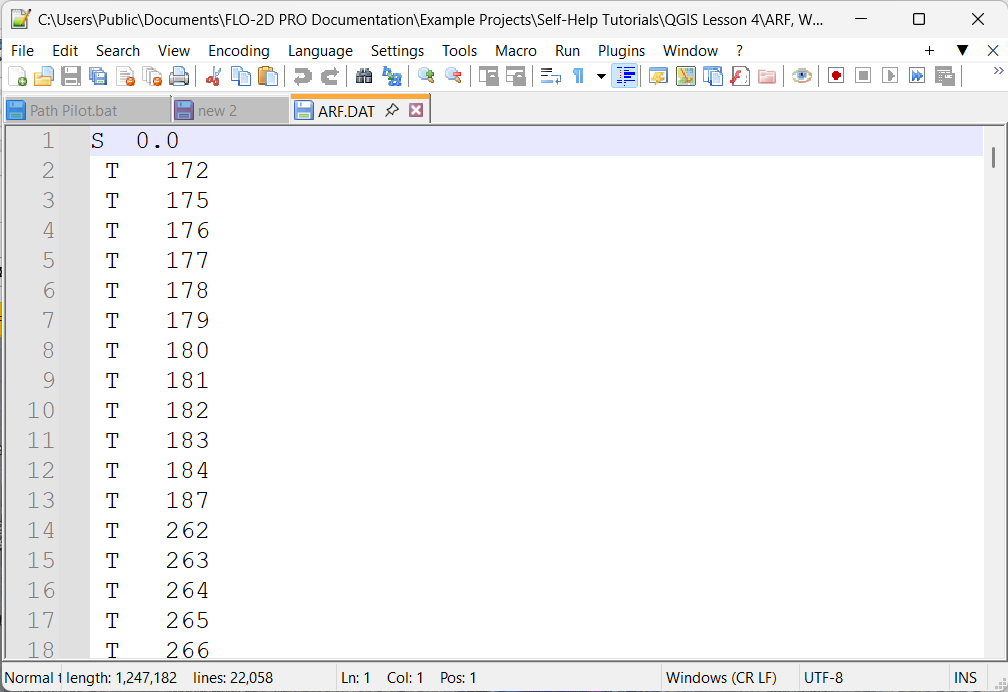 C:\Users\Public\Documents\FLO-2D PRO Documentation\Example Projects\Self-Help Tutorials\QGIS Lesson 4\ARF, W...
File Edit Search View Encoding Language Settings Tools Macro Run Plugins Window ?
Path Pilot.bat new 2 ARF.DAT
1 S 0.0
2 T 172
3 T 175
4 T 176
5 T 177
6 T 178
7 T 179
8 T 180
9 T 181
10 T 182
11 T 183
12 T 184
13 T 187
14 T 262
15 T 263
16 T 264
17 T 265
18 T 266
Normal t length: 1,247,182 lines: 22,058 Ln: 1 Col: 1 Pos: 1 Windows (CR LF) UTF-8 INS